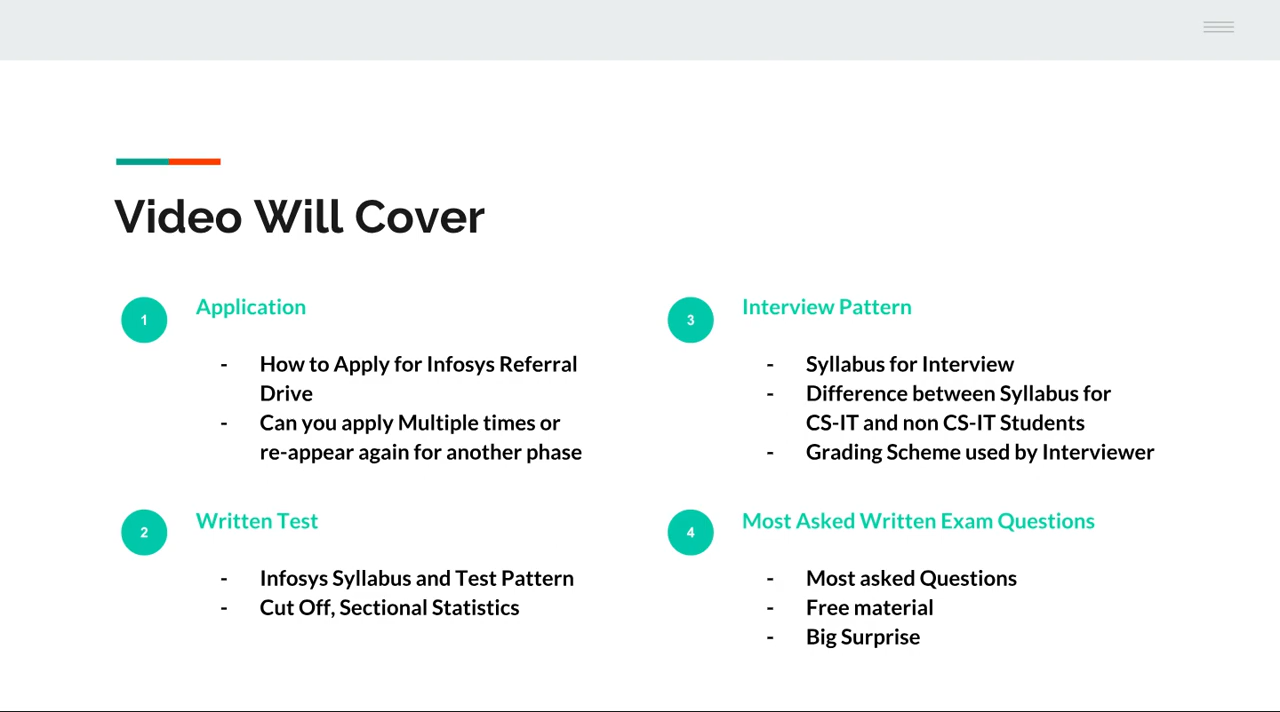 Video Will Cover
1
Application
- How to Apply for Infosys Referral
Drive
- Can you apply Multiple times or
re-appear again for another phase
2
Written Test
- Infosys Syllabus and Test Pattern
- Cut Off, Sectional Statistics
3
Interview Pattern
- Syllabus for Interview
- Difference between Syllabus for
CS-IT and non CS-IT Students
- Grading Scheme used by Interviewer
4
Most Asked Written Exam Questions
- Most asked Questions
- Free material
- Big Surprise